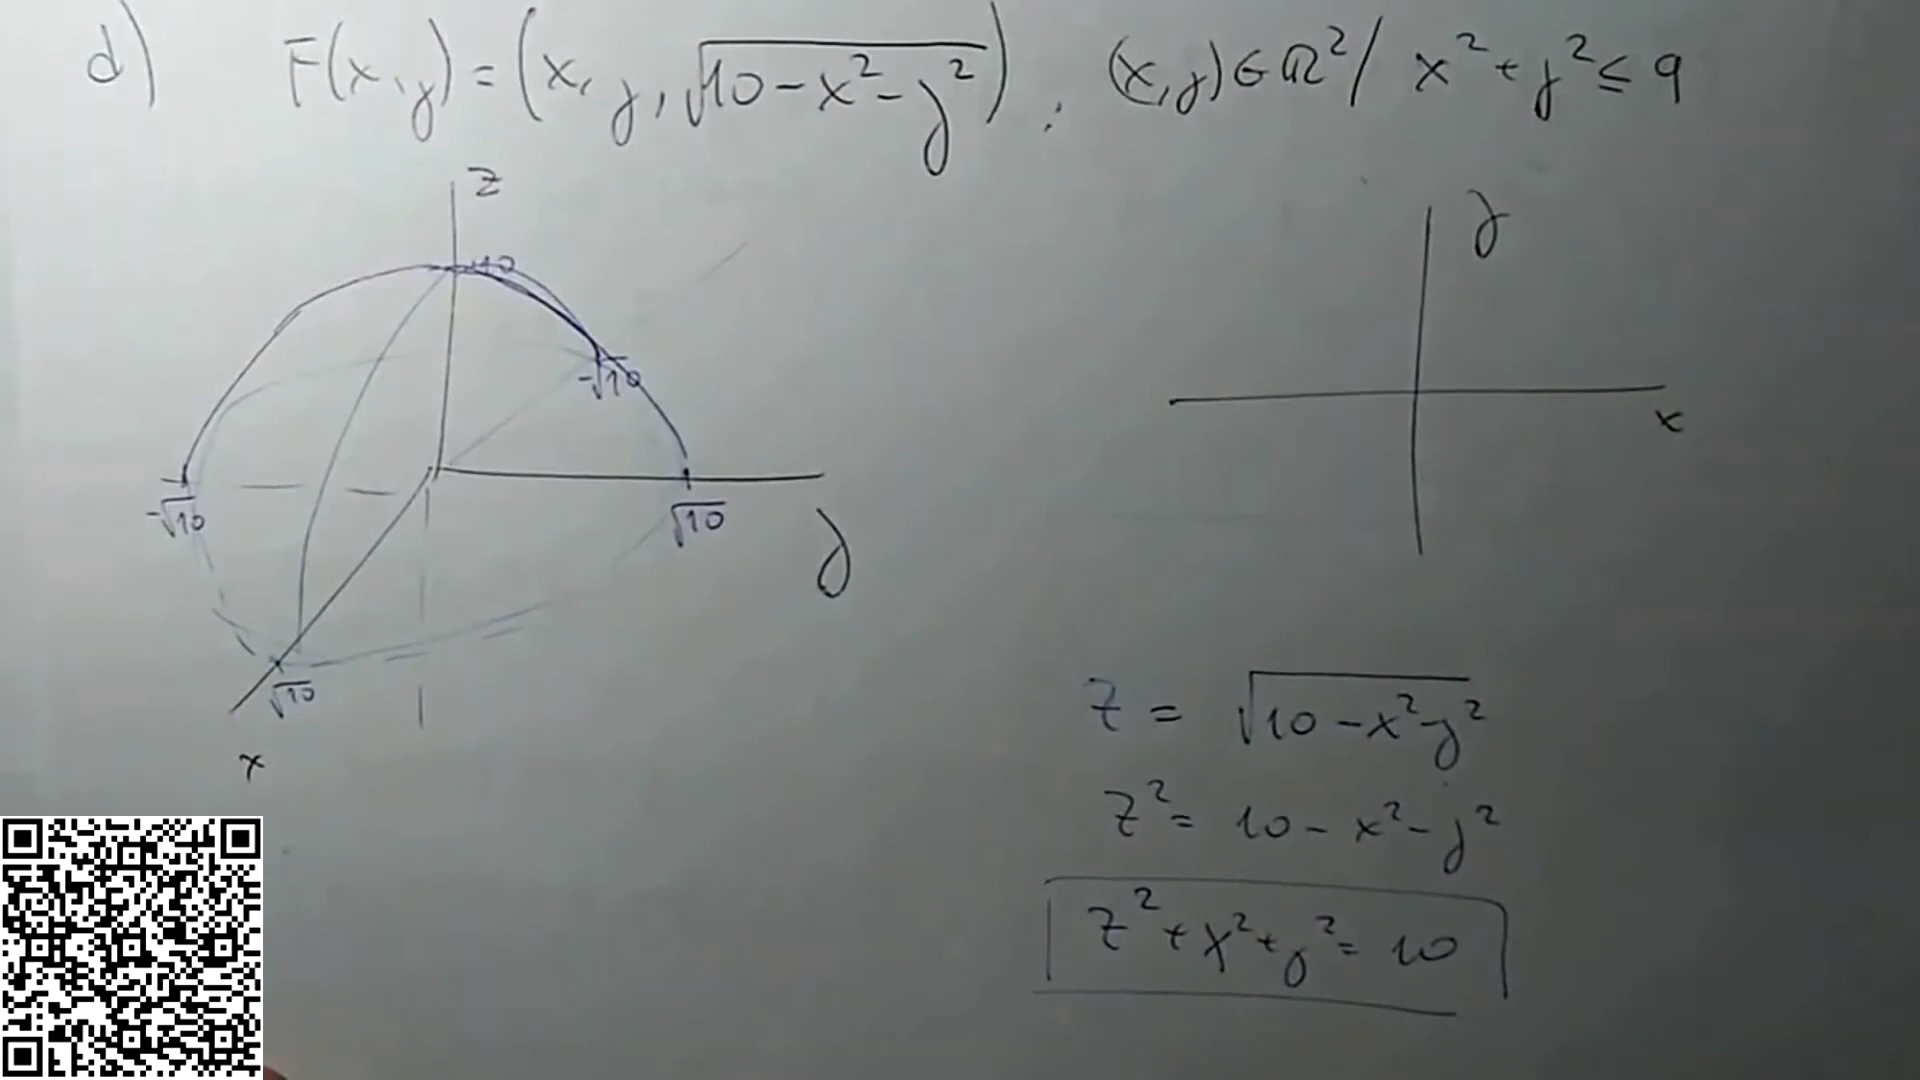 d) F(x,y) = (x, y, √(10-x²-y²)) ; (x,y) ∈ ℝ² / x²+y² ≤ 9
z
√10
-√10
-√10
√10
y
√10
x
y
x
z = √(10-x²-y²)
z² = 10-x²-y²
z²+x²+y² = 10